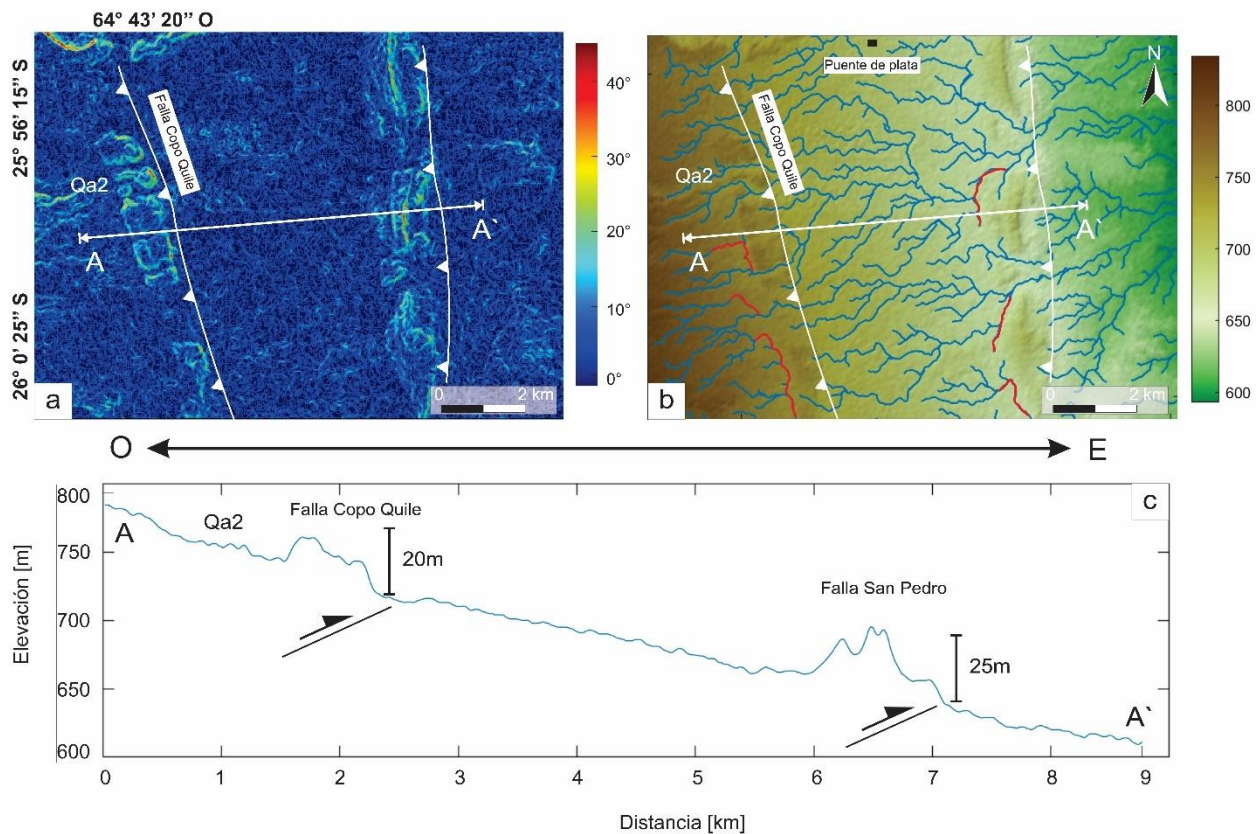 64° 43' 20’’ O
25° 56' 15’’ S
26° 0' 25’’ S
Falla Copo Quile
Qa2
A
A`
a
0 2 km
40°
30°
20°
10°
0°
Puente de plata
N
Falla Copo Quile
Qa2
A
A`
b
0 2 km
800
750
700
650
600
O E
c
Elevación [m]
800
750
700
650
600
A
Qa2
Falla Copo Quile
20m
Falla San Pedro
25m
A`
0 1 2 3 4 5 6 7 8 9
Distancia [km]